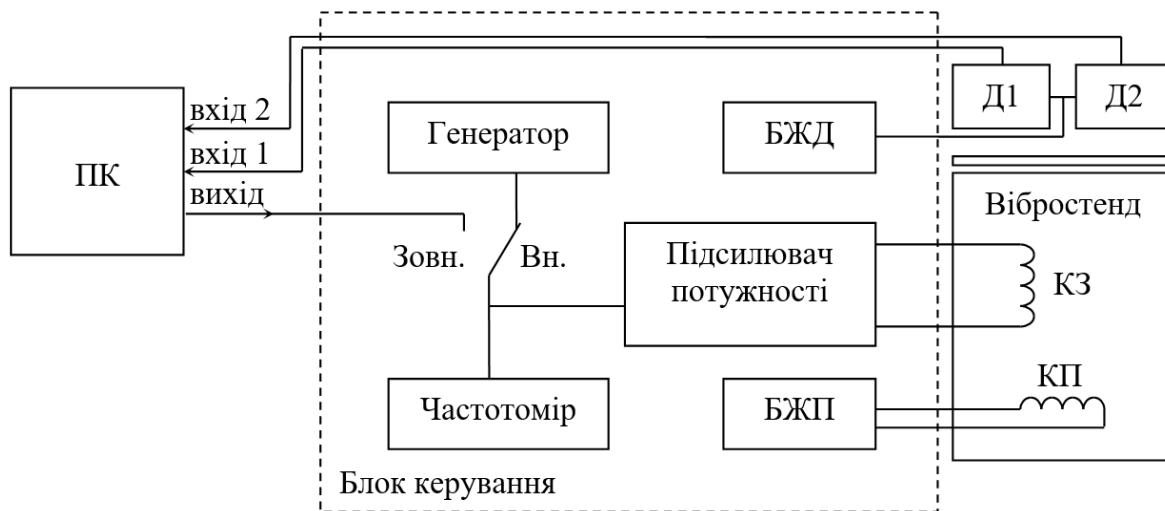 Д1
Д2
вхід 2
Генератор
БЖД
вхід 1
ПК
вихід
Вібростенд
Зовн.
Вн.
Підсилювач
потужності
КЗ
КП
Частотомір
БЖП
Блок керування